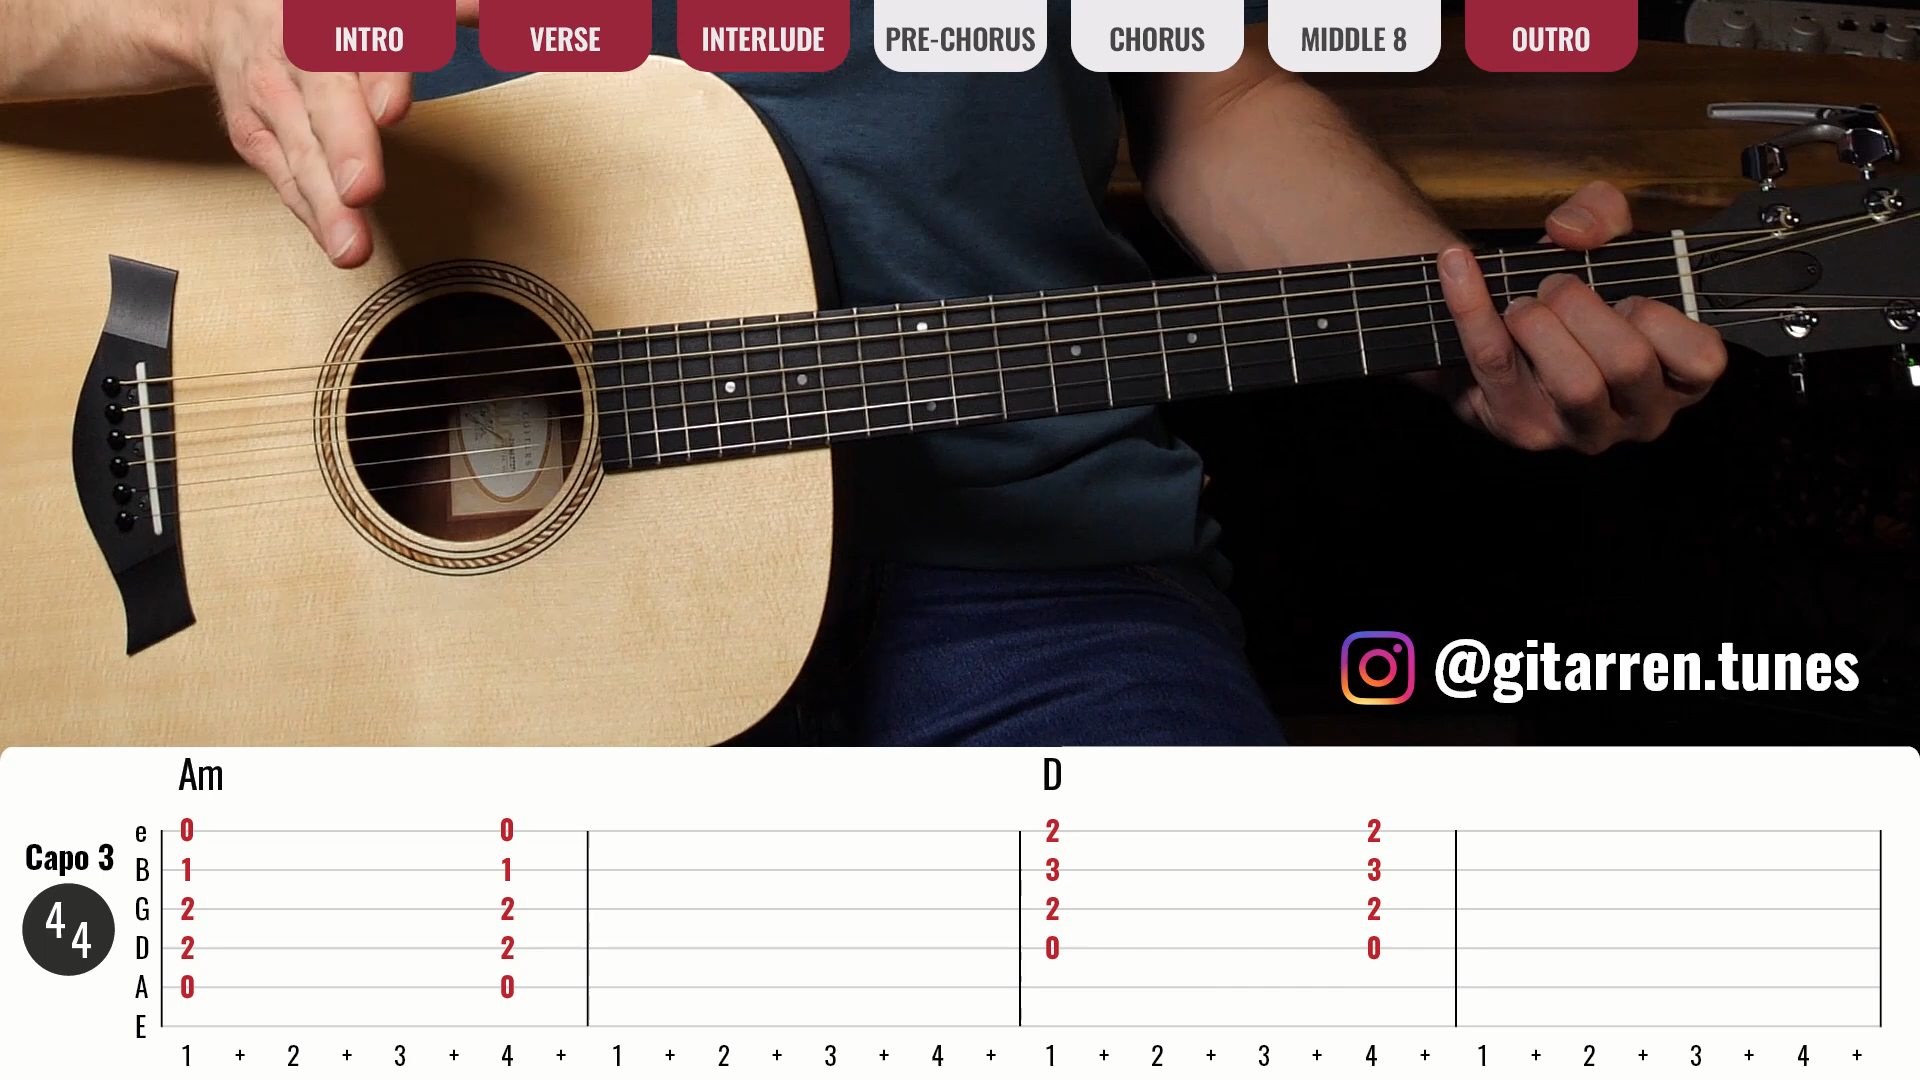 INTRO VERSE INTERLUDE PRE-CHORUS CHORUS MIDDLE 8 OUTRO
@gitarren.tunes
Am D
Capo 3
4 4
e 0 0 2 2
B 1 1 3 3
G 2 2 2 2
D 2 2 0 0
A 0 0
E
1 + 2 + 3 + 4 + 1 + 2 + 3 + 4 + 1 + 2 + 3 + 4 + 1 + 2 + 3 + 4 +